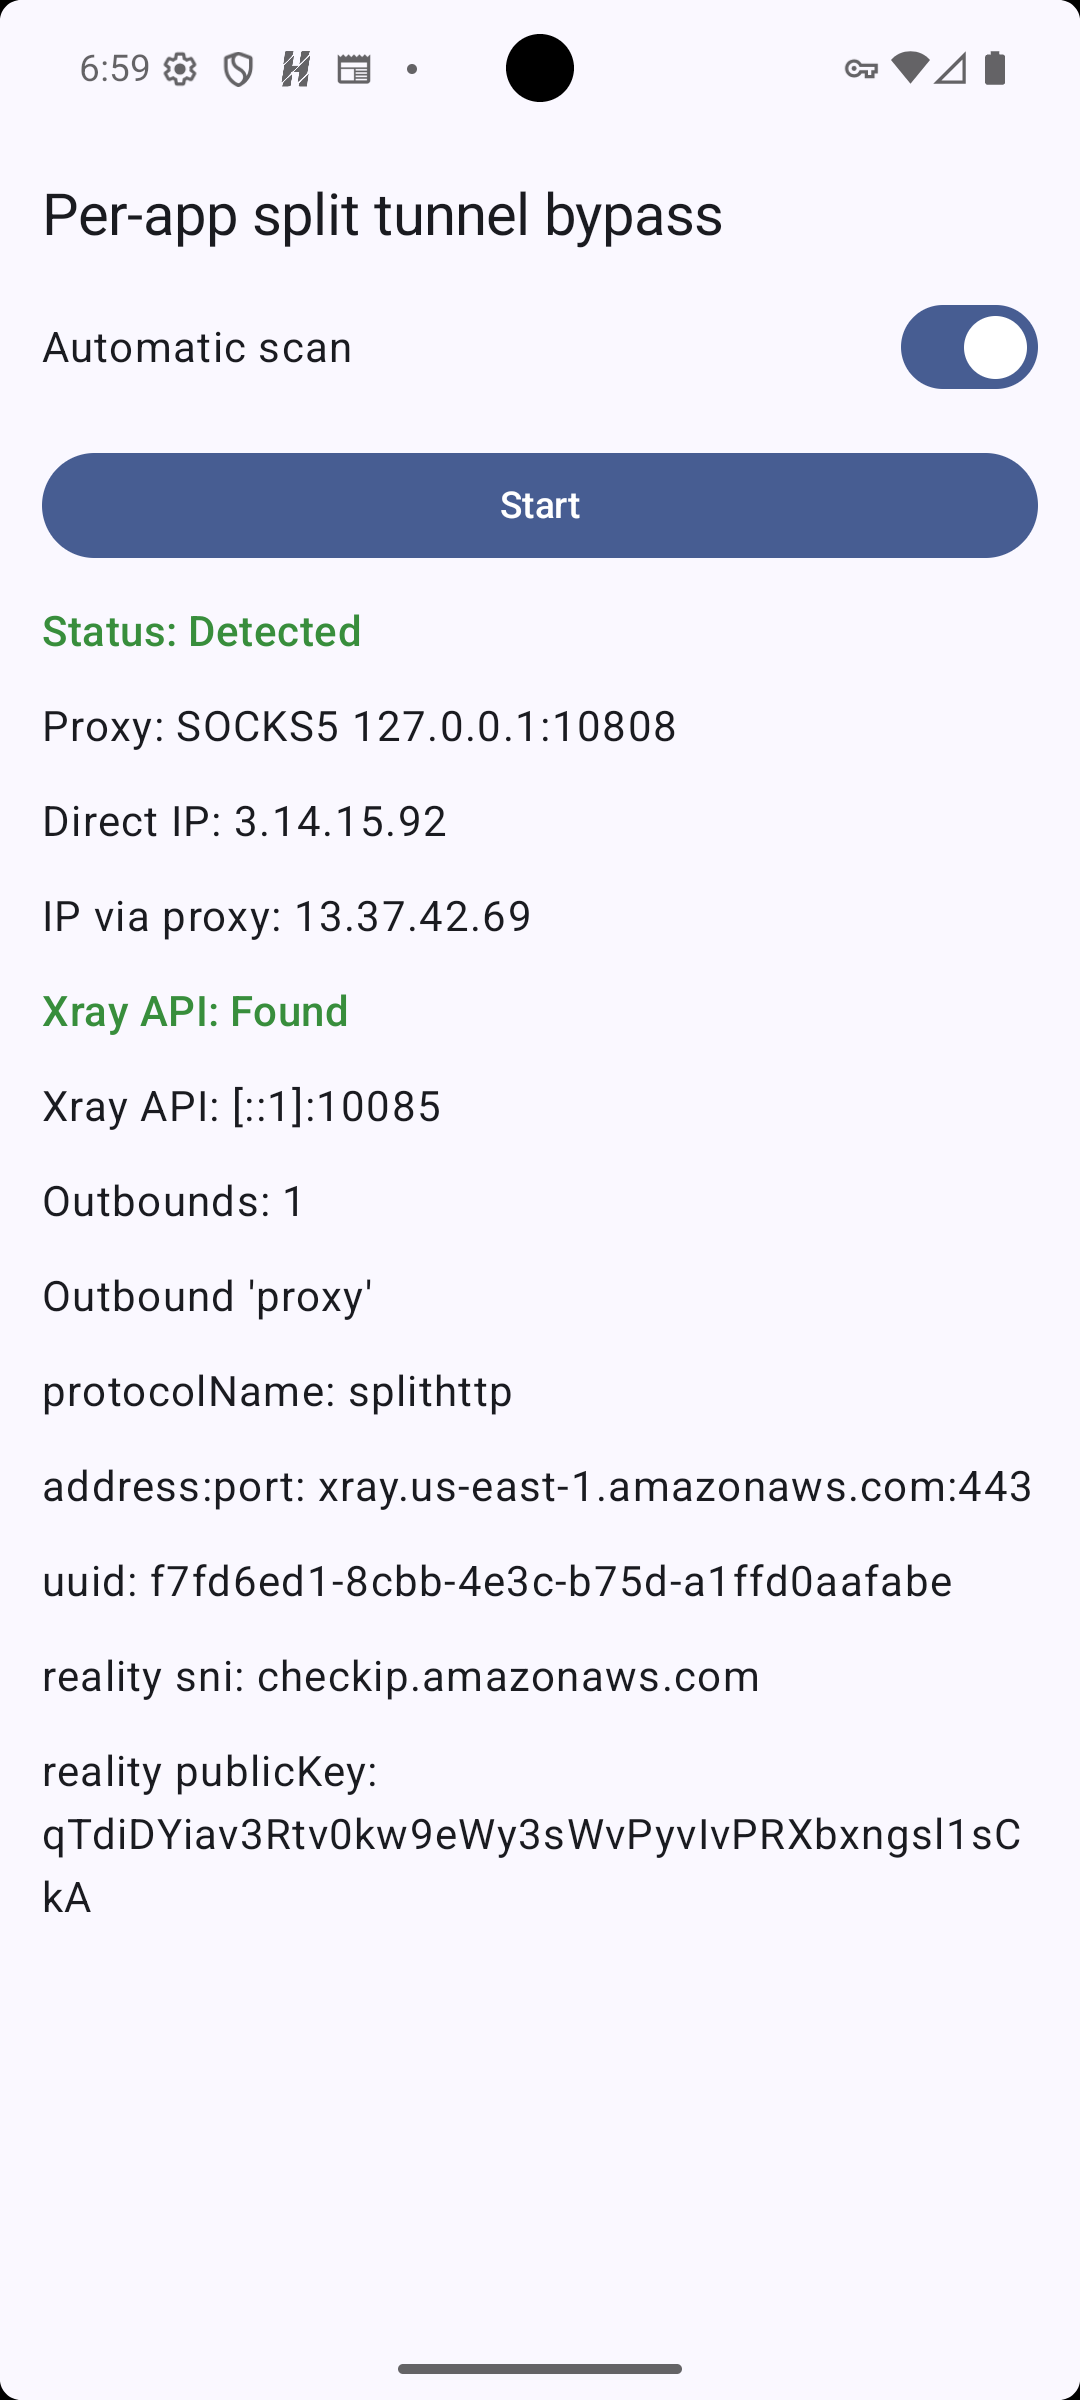 6:59
Per-app split tunnel bypass
Automatic scan
Start
Status: Detected
Proxy: SOCKS5 127.0.0.1:10808
Direct IP: 3.14.15.92
IP via proxy: 13.37.42.69
Xray API: Found
Xray API: [::1]:10085
Outbounds: 1
Outbound 'proxy'
protocolName: splithttp
address:port: xray.us-east-1.amazonaws.com:443
uuid: f7fd6ed1-8cbb-4e3c-b75d-a1ffd0aafabe
reality sni: checkip.amazonaws.com
reality publicKey:
qTdiDYiav3Rtv0kw9eWy3sWvPyvIvPRXbxngsl1sC
kA